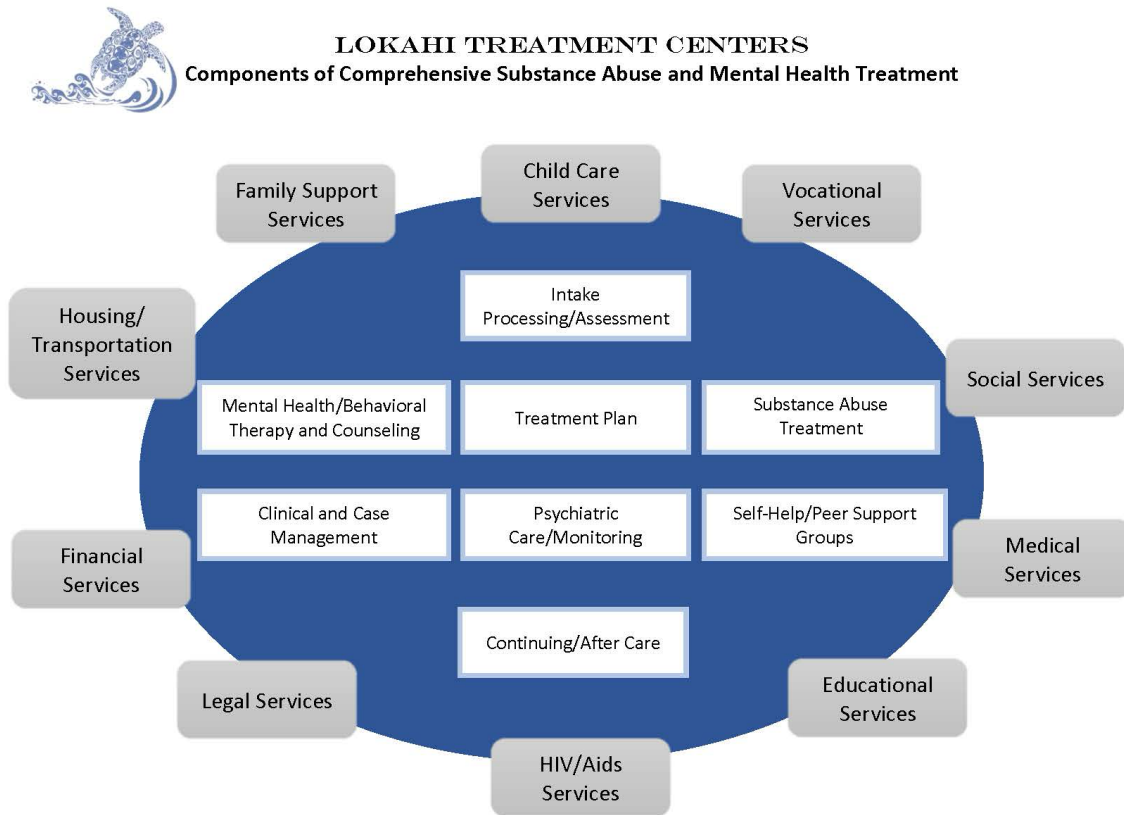 LOKAHI TREATMENT CENTERS
Components of Comprehensive Substance Abuse and Mental Health Treatment
Child Care
Services
Family Support
Services
Vocational
Services
Intake
Processing/Assessment
Housing/
Transportation
Services
Social Services
Mental Health/Behavioral
Therapy and Counseling
Treatment Plan
Substance Abuse
Treatment
Clinical and Case
Management
Psychiatric
Care/Monitoring
Self-Help/Peer Support
Groups
Financial
Services
Medical
Services
Continuing/After Care
Legal Services
Educational
Services
HIV/Aids
Services